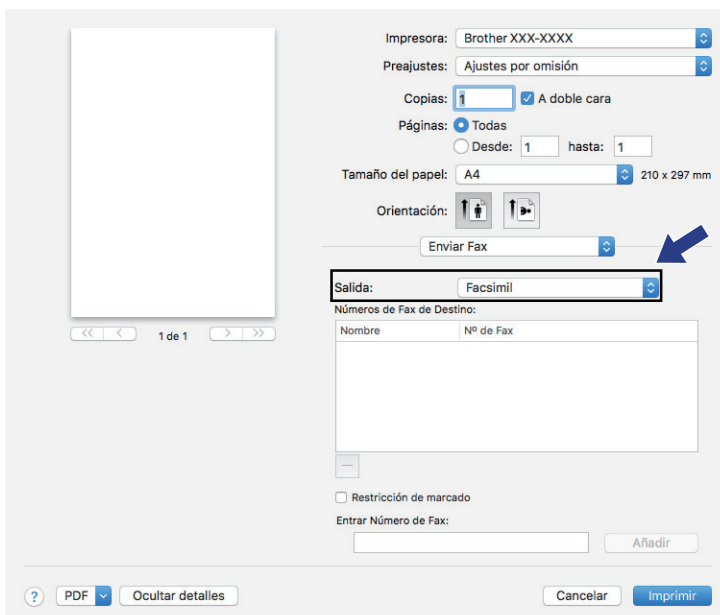 Impresora: Brother XXX-XXXX
Preajustes: Ajustes por omisión
Copias: 1 A doble cara
Páginas: Todas
Desde: 1 hasta: 1
Tamaño del papel: A4 210 x 297 mm
Orientación:
Enviar Fax
Salida: Facsimil
Números de Fax de Destino:
Nombre Nº de Fax
<< < 1 de 1 > >>
Restricción de marcado
Entrar Número de Fax:
Añadir
? PDF Ocultar detalles Cancelar Imprimir